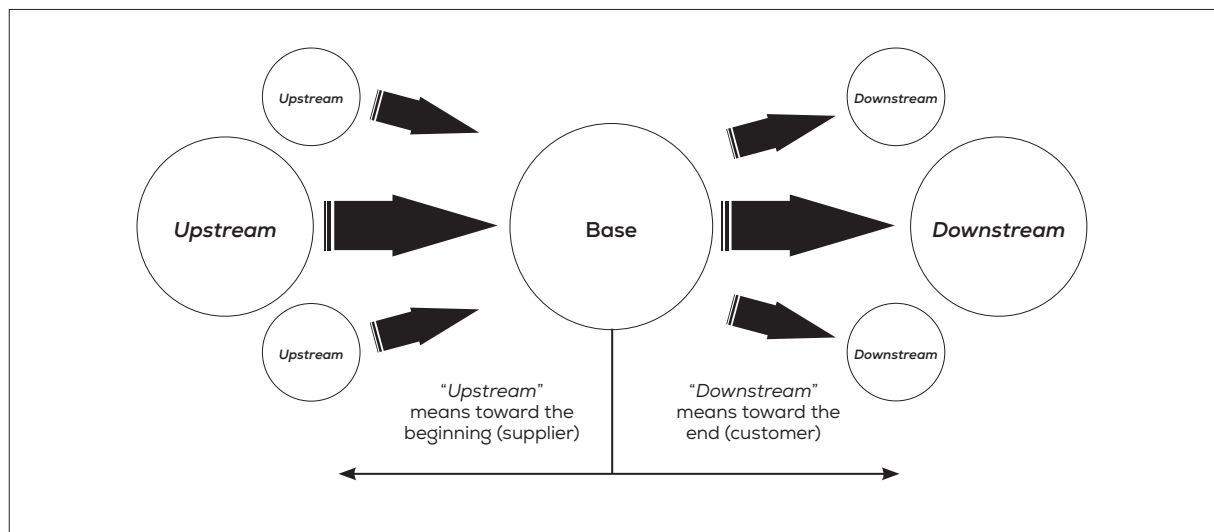 Upstream
Downstream
Upstream
Base
Downstream
Upstream
Downstream
“Upstream”
means toward the
beginning (supplier)
“Downstream”
means toward the
end (customer)